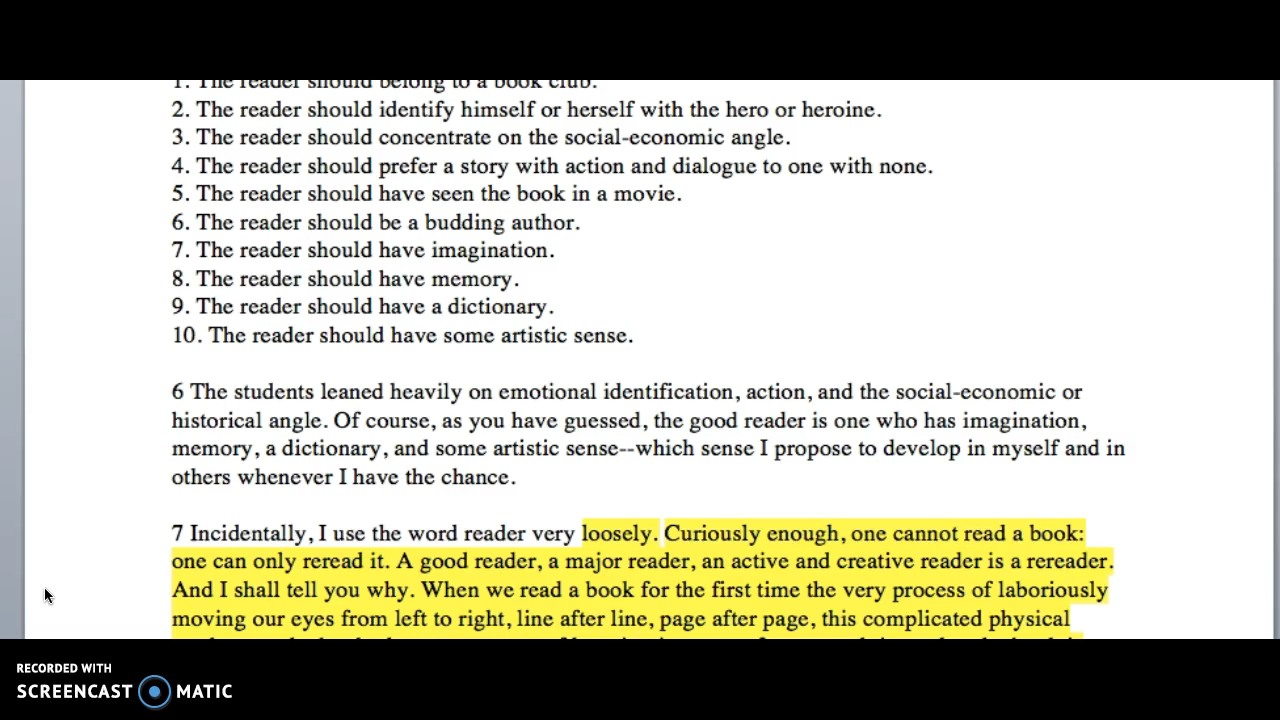 1. The reader should belong to a book club.
2. The reader should identify himself or herself with the hero or heroine.
3. The reader should concentrate on the social-economic angle.
4. The reader should prefer a story with action and dialogue to one with none.
5. The reader should have seen the book in a movie.
6. The reader should be a budding author.
7. The reader should have imagination.
8. The reader should have memory.
9. The reader should have a dictionary.
10. The reader should have some artistic sense.
6 The students leaned heavily on emotional identification, action, and the social-economic or
historical angle. Of course, as you have guessed, the good reader is one who has imagination,
memory, a dictionary, and some artistic sense--which sense I propose to develop in myself and in
others whenever I have the chance.
7 Incidentally, I use the word reader very loosely. Curiously enough, one cannot read a book:
one can only reread it. A good reader, a major reader, an active and creative reader is a rereader.
And I shall tell you why. When we read a book for the first time the very process of laboriously
moving our eyes from left to right, line after line, page after page, this complicated physical
RECORDED WITH
SCREENCAST MATIC